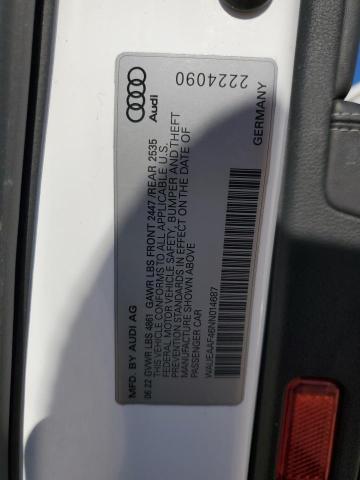 Audi
2224090
GERMANY
MFD. BY AUDI AG
06.22 GVWR LBS 4861 GAWR LBS FRONT 2447 /REAR 2535
THIS VEHICLE CONFORMS TO ALL APPLICABLE U.S.
FEDERAL MOTOR VEHICLE SAFETY, BUMPER AND THEFT
PREVENTION STANDARDS IN EFFECT ON THE DATE OF
MANUFACTURE SHOWN ABOVE
PASSENGER CAR
WAUEAAF48NN014687